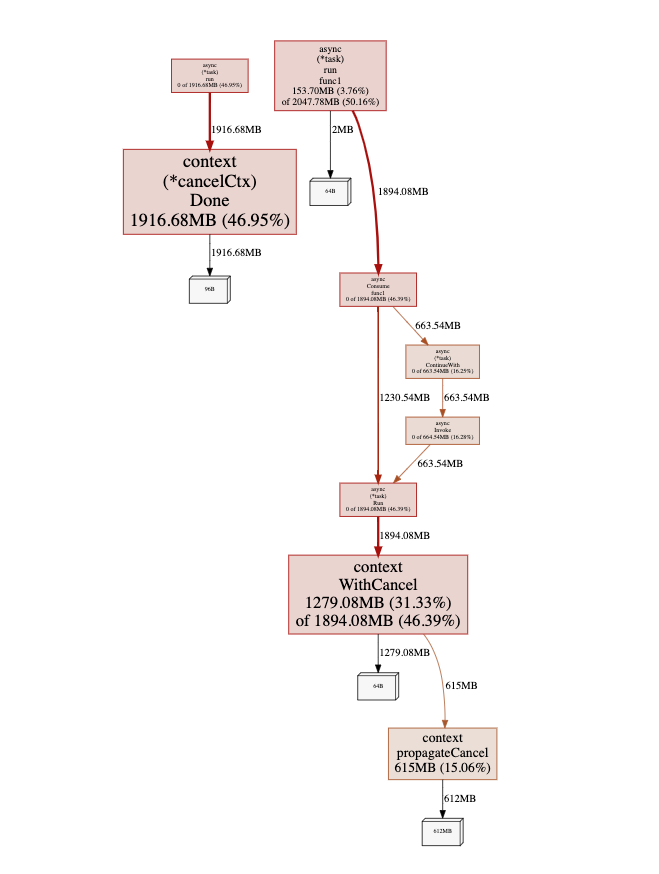 async
(*task)
run
0 of 1916.68MB (46.95%)
async
(*task)
run
func1
153.70MB (3.76%)
of 2047.78MB (50.16%)
1916.68MB
2MB
context
(*cancelCtx)
Done
1916.68MB (46.95%)
64B
1894.08MB
1916.68MB
96B
async
Consume
func1
0 of 1894.08MB (46.39%)
663.54MB
async
(*task)
ContinueWith
0 of 663.54MB (16.25%)
1230.54MB
663.54MB
async
Invoke
0 of 664.54MB (16.28%)
663.54MB
async
(*task)
Run
0 of 1894.08MB (46.39%)
1894.08MB
context
WithCancel
1279.08MB (31.33%)
of 1894.08MB (46.39%)
1279.08MB
64B
615MB
context
propagateCancel
615MB (15.06%)
612MB
612MB